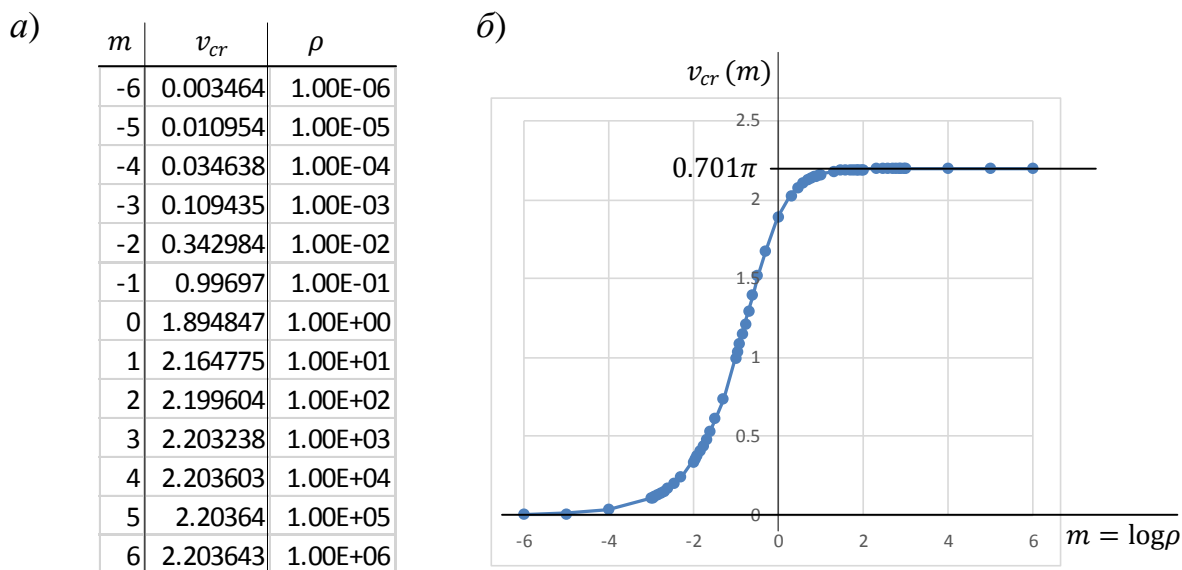 а)
m v_cr ρ
-6 0.003464 1.00E-06
-5 0.010954 1.00E-05
-4 0.034638 1.00E-04
-3 0.109435 1.00E-03
-2 0.342984 1.00E-02
-1 0.99697 1.00E-01
0 1.894847 1.00E+00
1 2.164775 1.00E+01
2 2.199604 1.00E+02
3 2.203238 1.00E+03
4 2.203603 1.00E+04
5 2.20364 1.00E+05
6 2.203643 1.00E+06
б)
v_cr (m)
2.5
0.701π
2
1.5
1
0.5
0
-6 -4 -2 0 2 4 6
m = logρ